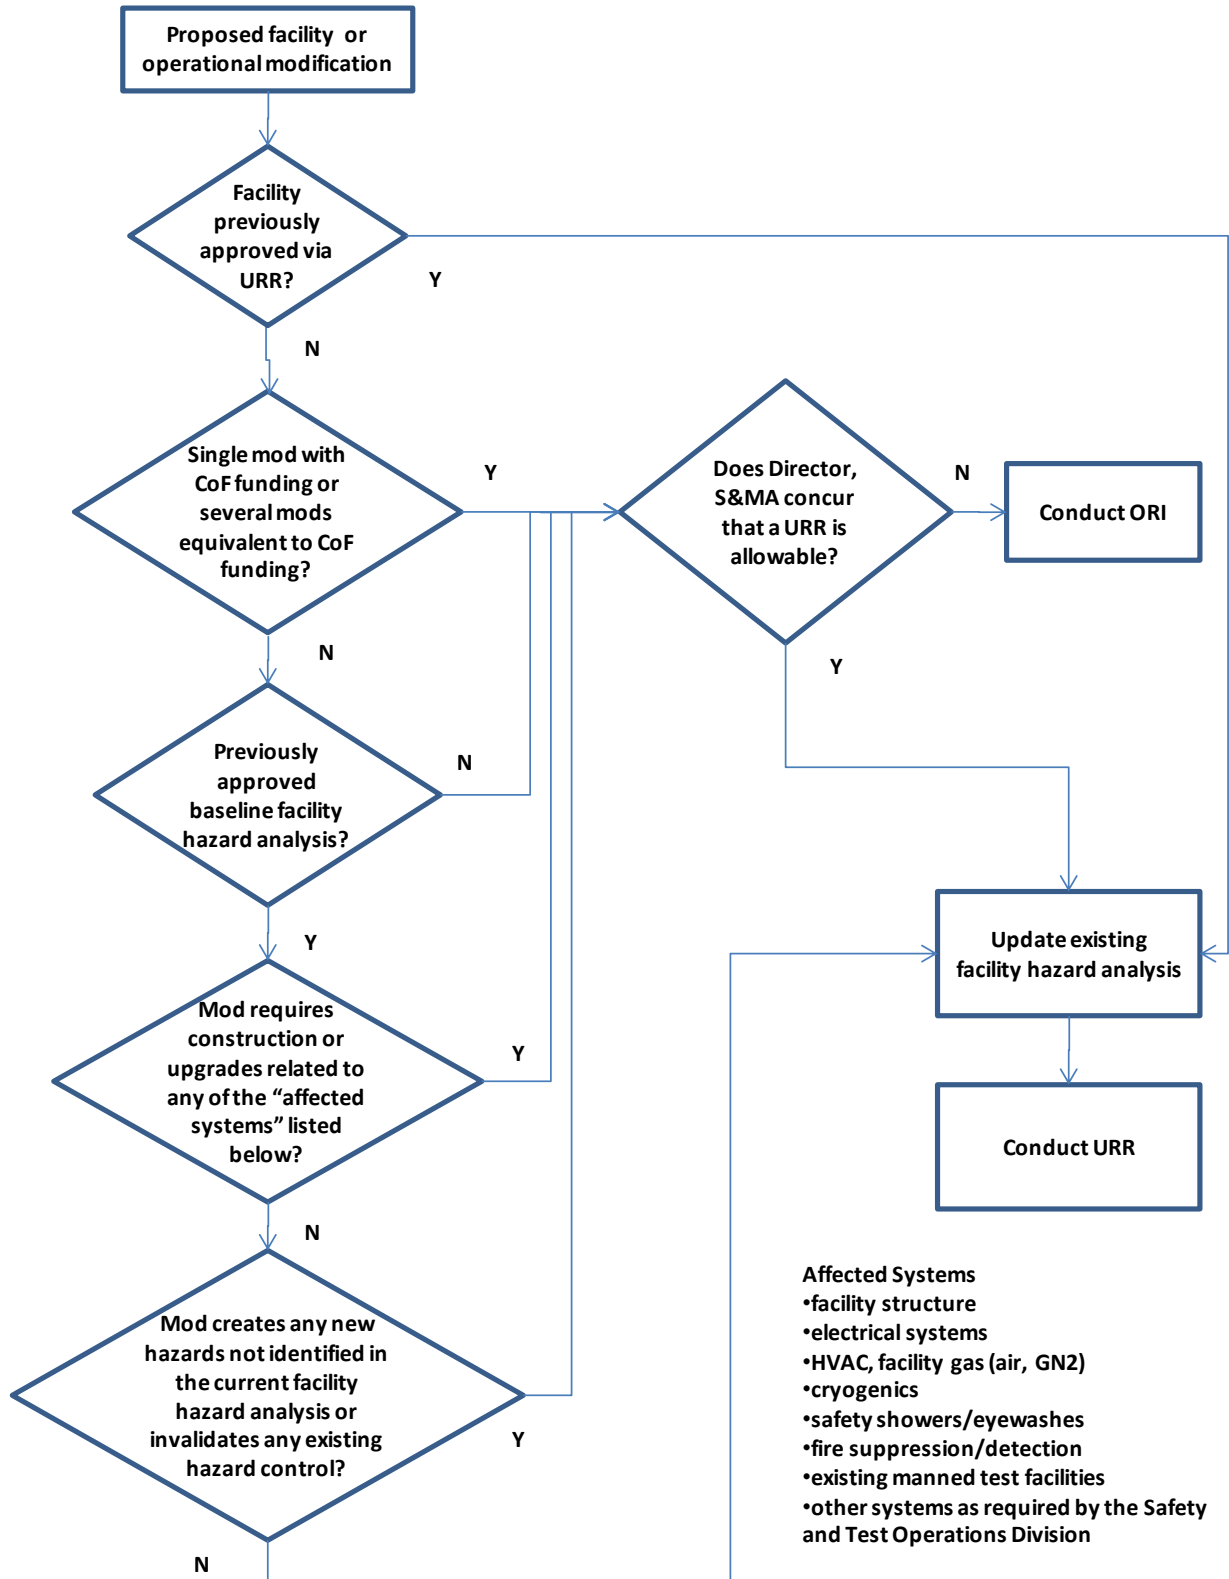 Proposed facility or
operational modification
Facility
previously
approved via
URR?
Y
N
Single mod with
CoF funding or
several mods
equivalent to CoF
funding?
Y
N
Does Director,
S&MA concur
that a URR is
allowable?
N
Y
Conduct ORI
Previously
approved
baseline facility
hazard analysis?
N
Y
Mod requires
construction or
upgrades related to
any of the “affected
systems” listed
below?
Y
N
Update existing
facility hazard analysis
Conduct URR
Mod creates any new
hazards not identified in
the current facility
hazard analysis or
invalidates any existing
hazard control?
Y
N
Affected Systems
•facility structure
•electrical systems
•HVAC, facility gas (air, GN2)
•cryogenics
•safety showers/eyewashes
•fire suppression/detection
•existing manned test facilities
•other systems as required by the Safety
and Test Operations Division